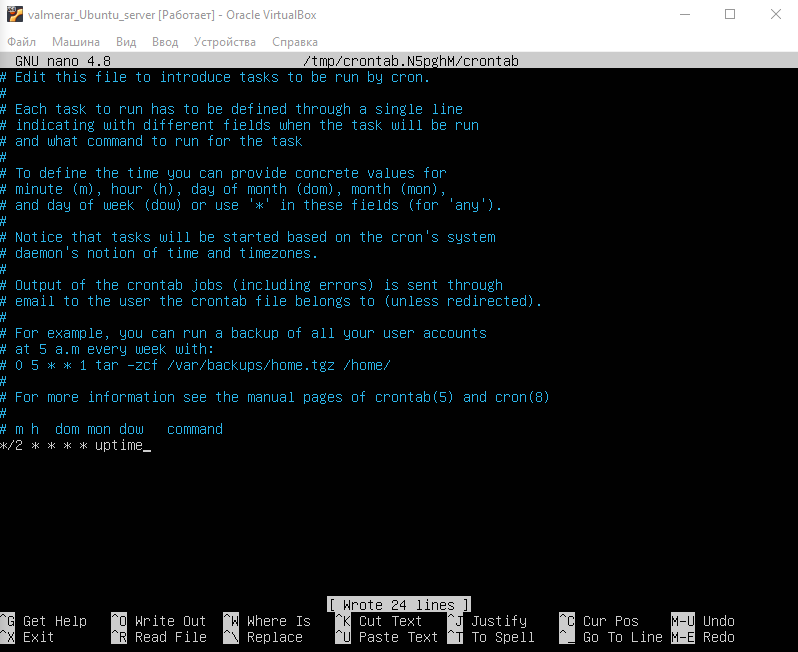 valmerar_Ubuntu_server [Работает] - Oracle VirtualBox
Файл Машина Вид Ввод Устройства Справка
GNU nano 4.8 /tmp/crontab.N5pghM/crontab
# Edit this file to introduce tasks to be run by cron.
#
# Each task to run has to be defined through a single line
# indicating with different fields when the task will be run
# and what command to run for the task
#
# To define the time you can provide concrete values for
# minute (m), hour (h), day of month (dom), month (mon),
# and day of week (dow) or use '*' in these fields (for 'any').
#
# Notice that tasks will be started based on the cron's system
# daemon's notion of time and timezones.
#
# Output of the crontab jobs (including errors) is sent through
# email to the user the crontab file belongs to (unless redirected).
#
# For example, you can run a backup of all your user accounts
# at 5 a.m every week with:
# 0 5 * * 1 tar -zcf /var/backups/home.tgz /home/
#
# For more information see the manual pages of crontab(5) and cron(8)
#
# m h  dom mon dow   command
*/2 * * * * uptime_
[ Wrote 24 lines ]
^G Get Help ^O Write Out ^W Where Is ^K Cut Text ^J Justify ^C Cur Pos M-U Undo
^X Exit ^R Read File ^\ Replace ^U Paste Text ^T To Spell ^_ Go To Line M-E Redo